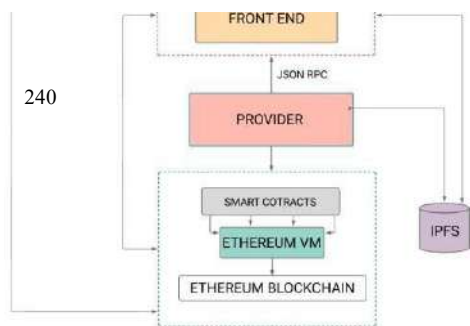 FRONT END
JSON RPC
240
PROVIDER
SMART COTRACTS
ETHEREUM VM
IPFS
ETHEREUM BLOCKCHAIN